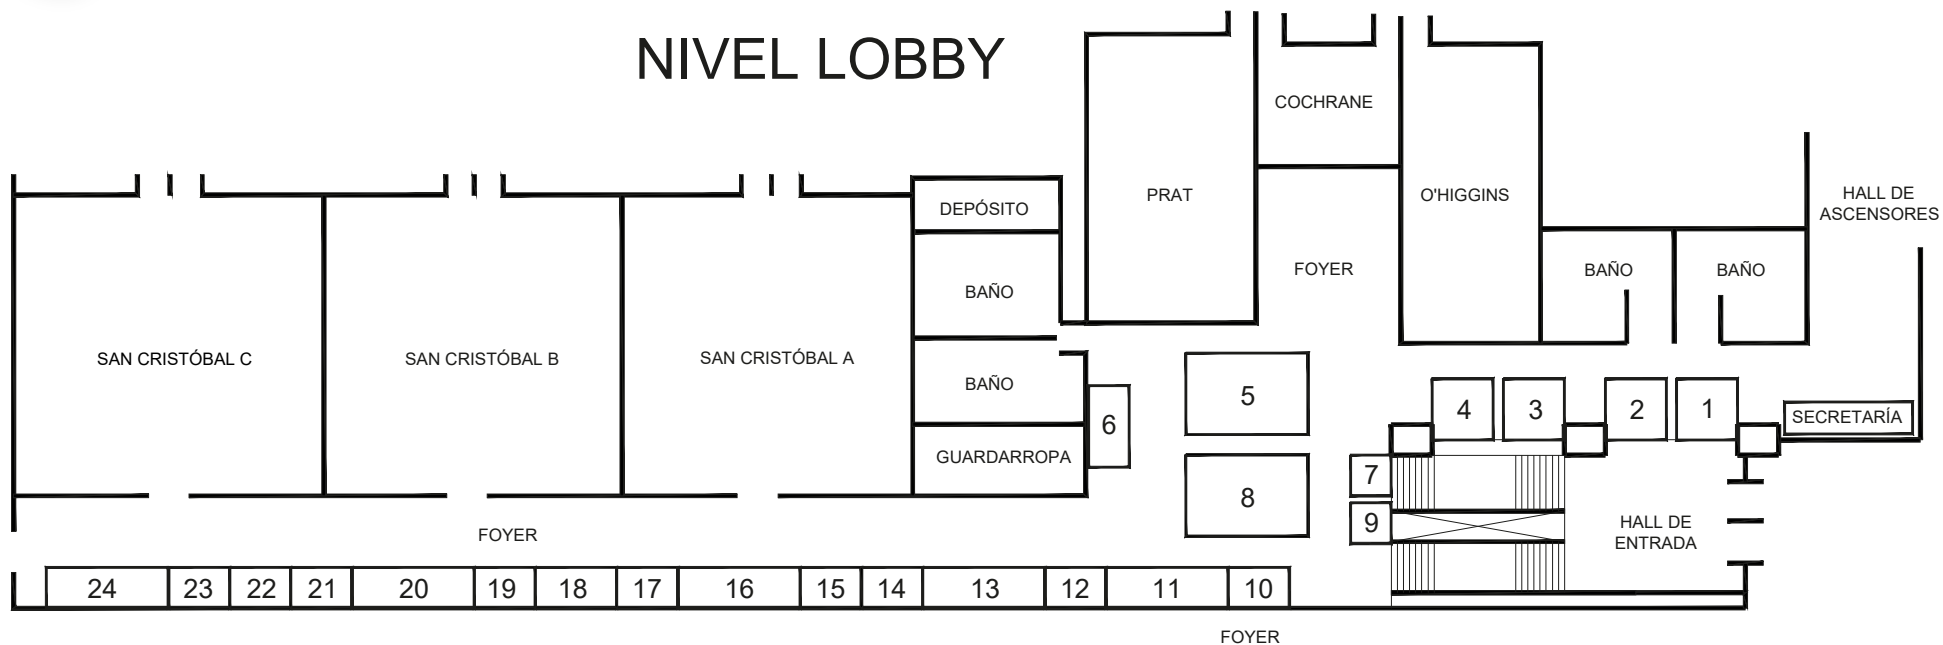 NIVEL LOBBY
COCHRANE
PRAT
O'HIGGINS
HALL DE
ASCENSORES
DEPÓSITO
FOYER
BAÑO
BAÑO
BAÑO
SAN CRISTÓBAL C
SAN CRISTÓBAL B
SAN CRISTÓBAL A
BAÑO
5
4
3
2
1
SECRETARÍA
6
GUARDARROPA
7
8
9
HALL DE
ENTRADA
FOYER
24
23
22
21
20
19
18
17
16
15
14
13
12
11
10
FOYER